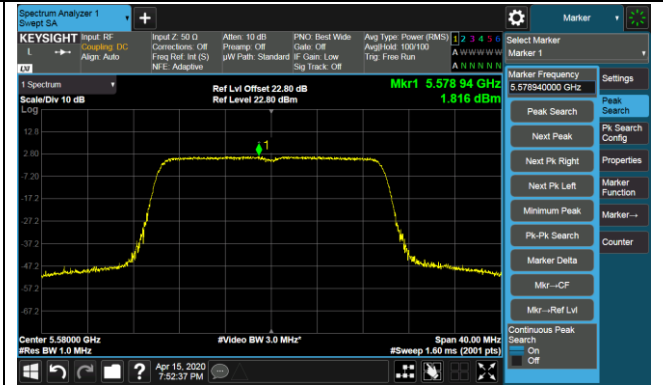 Spectrum Analyzer 1
Swept SA
Marker
KEYSIGHT
L
Input: RF
Coupling: DC
Align: Auto
Input Z: 50 Ω
Corrections: Off
Freq Ref: Int (S)
NFE: Adaptive
Atten: 10 dB
Preamp: Off
µW Path: Standard
PNO: Best Wide
Gate: Off
IF Gain: Low
Sig Track: Off
Avg Type: Power (RMS)
Avg|Hold: 100/100
Trig: Free Run
1 2 3 4 5 6
A W W W W W
A N N N N N
Select Marker
Marker 1
1 Spectrum
Scale/Div 10 dB
Log
Ref Lvl Offset 22.80 dB
Ref Level 22.80 dBm
Mkr1 5.578 94 GHz
1.816 dBm
12.8
2.80
-7.20
-17.2
-27.2
-37.2
-47.2
-57.2
-67.2
1
Center 5.58000 GHz
#Res BW 1.0 MHz
#Video BW 3.0 MHz*
Span 40.00 MHz
#Sweep 1.60 ms (2001 pts)
Marker Frequency
5.578940000 GHz
Peak Search
Next Peak
Next Pk Right
Next Pk Left
Minimum Peak
Pk-Pk Search
Marker Delta
Mkr→CF
Mkr→Ref Lvl
Continuous Peak
Search
On
Off
Settings
Peak
Search
Pk Search
Config
Properties
Marker
Function
Marker→
Counter
?
Apr 15, 2020
7:52:37 PM